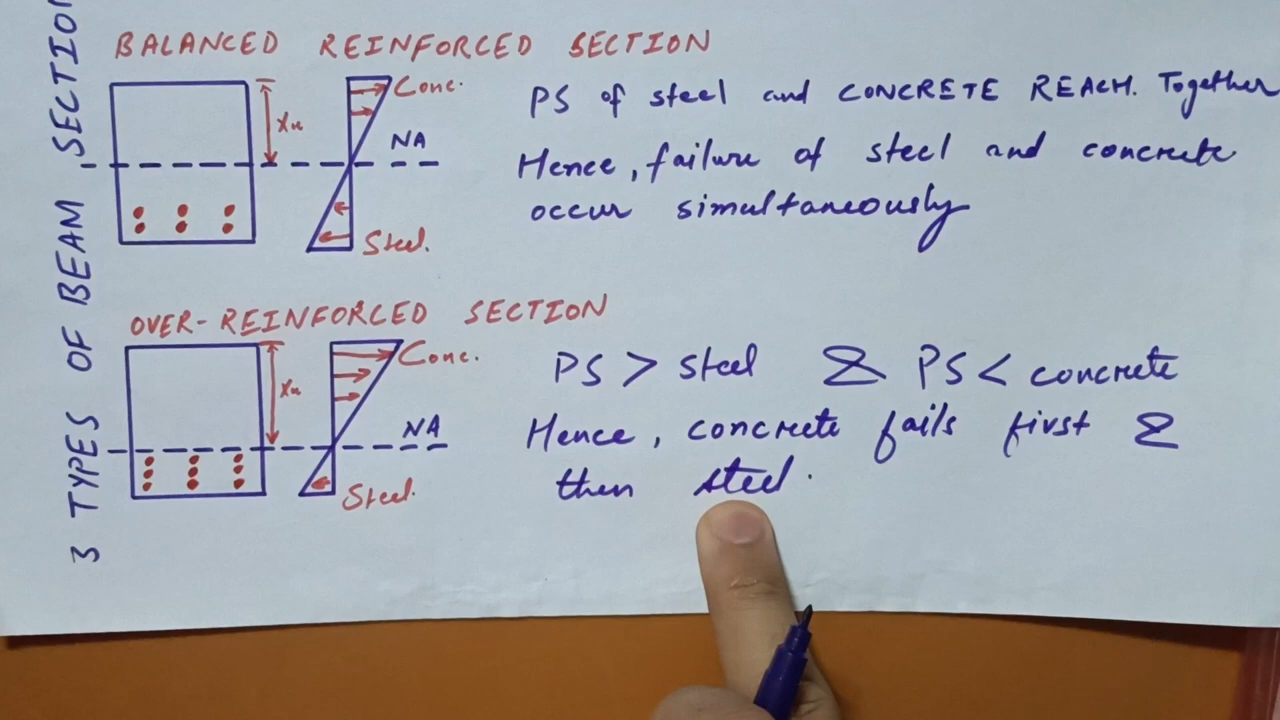 3 TYPES OF BEAM SECTION
BALANCED REINFORCED SECTION
Conc.
Xu
NA
Steel.
PS of steel and CONCRETE REACH. Together
Hence, failure of steel and concrete
occur simultaneously
OVER-REINFORCED SECTION
Conc.
Xu
NA
Steel.
PS > steel & PS < concrete
Hence, concrete fails first &
then steel.